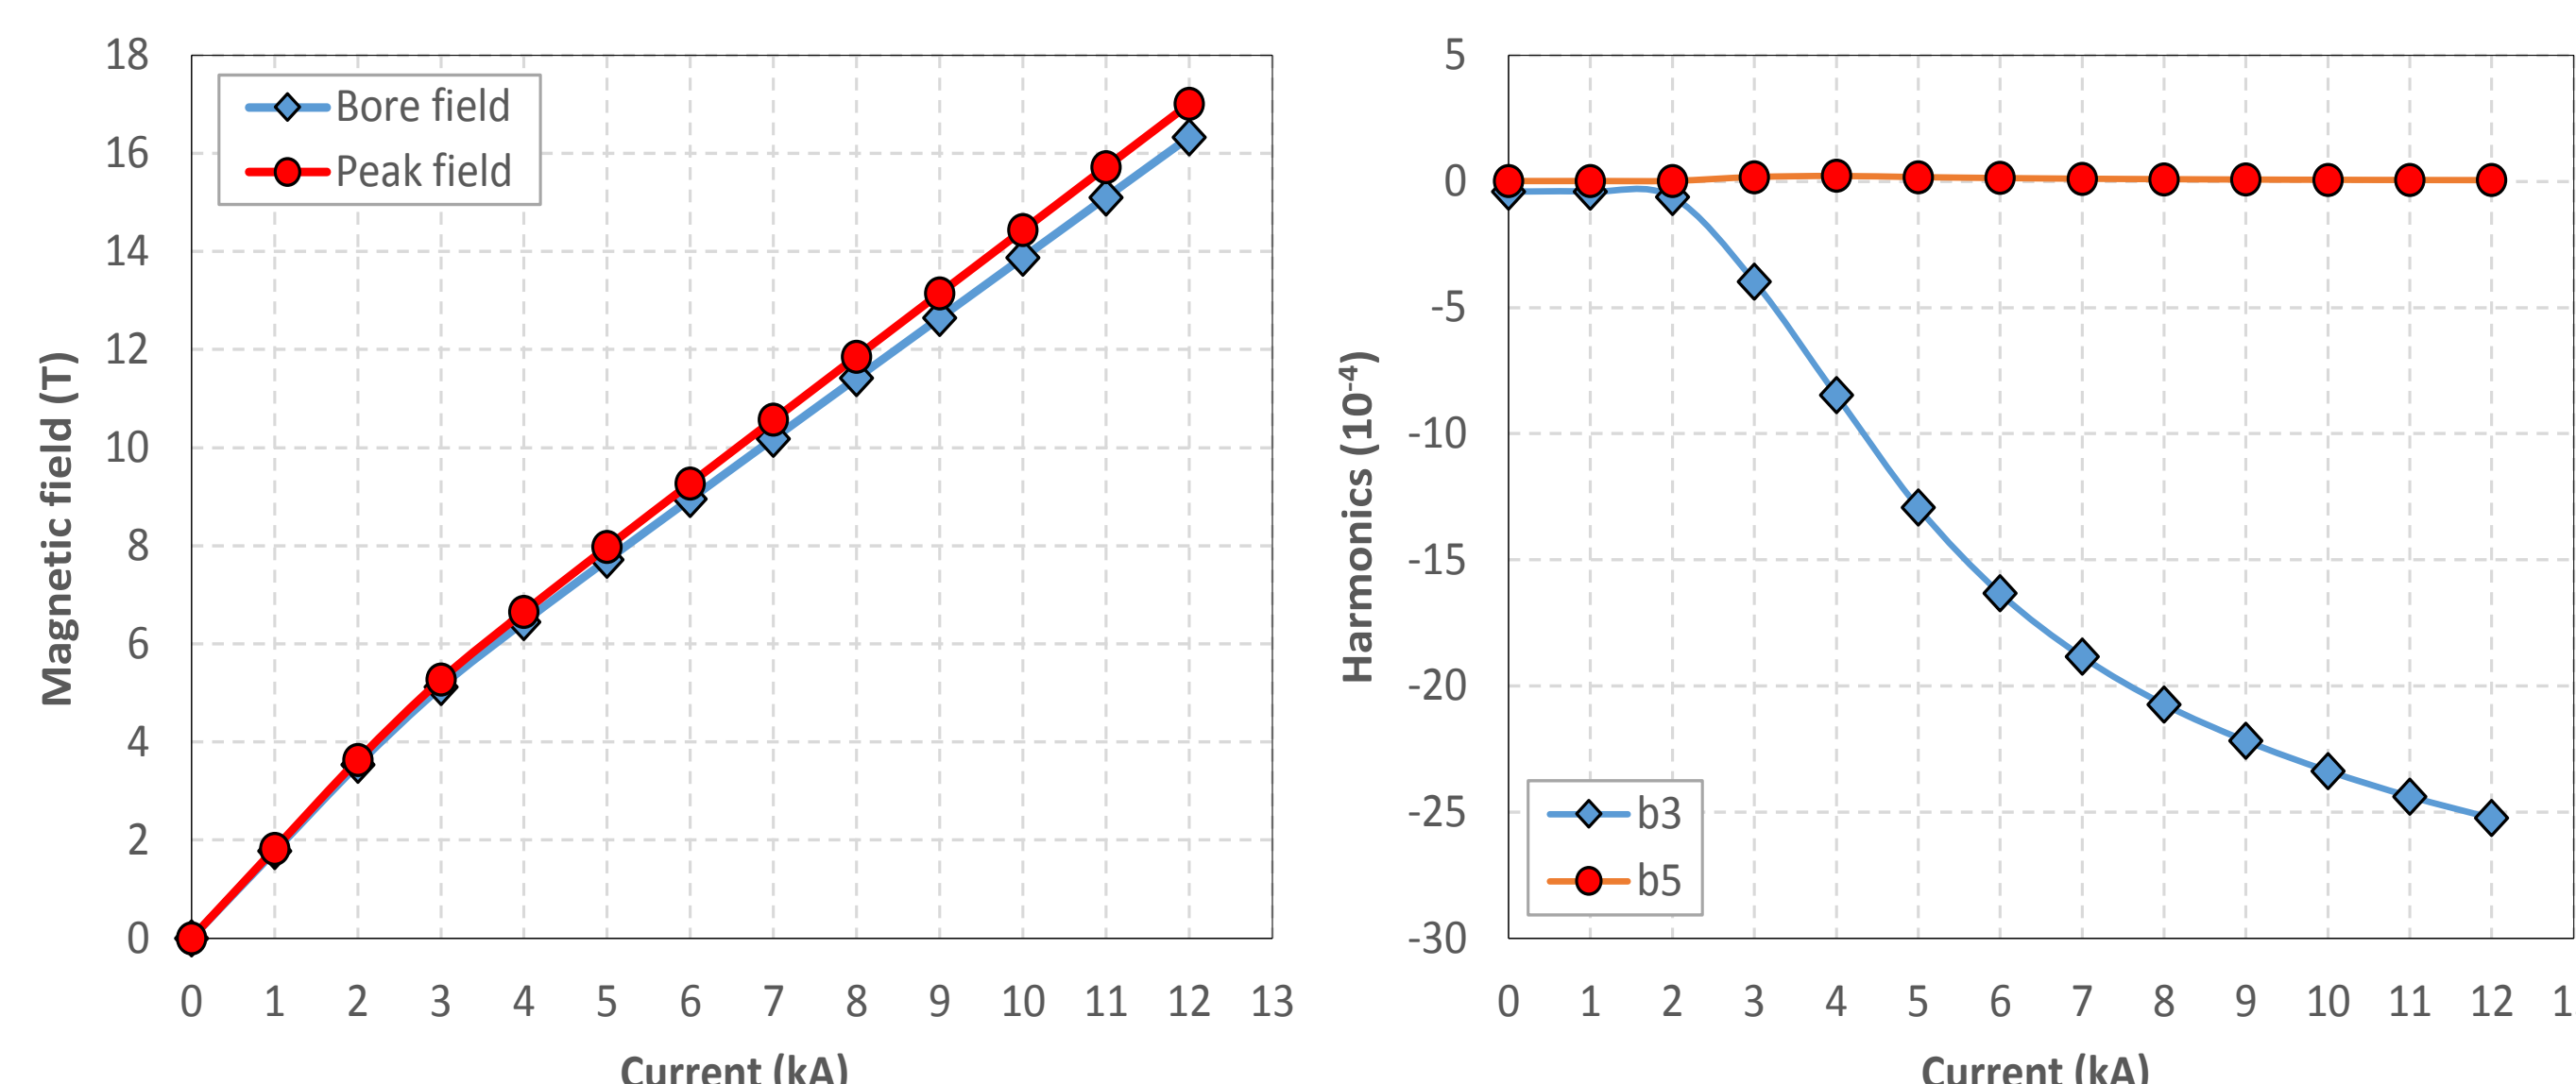 18
16
14
12
10
8
6
4
2
0
Magnetic field (T)
Bore field
Peak field
0 1 2 3 4 5 6 7 8 9 10 11 12 13
Current (kA)
5
0
-5
-10
-15
-20
-25
-30
Harmonics (10⁻⁴)
b3
b5
0 1 2 3 4 5 6 7 8 9 10 11 12 1
Current (kA)